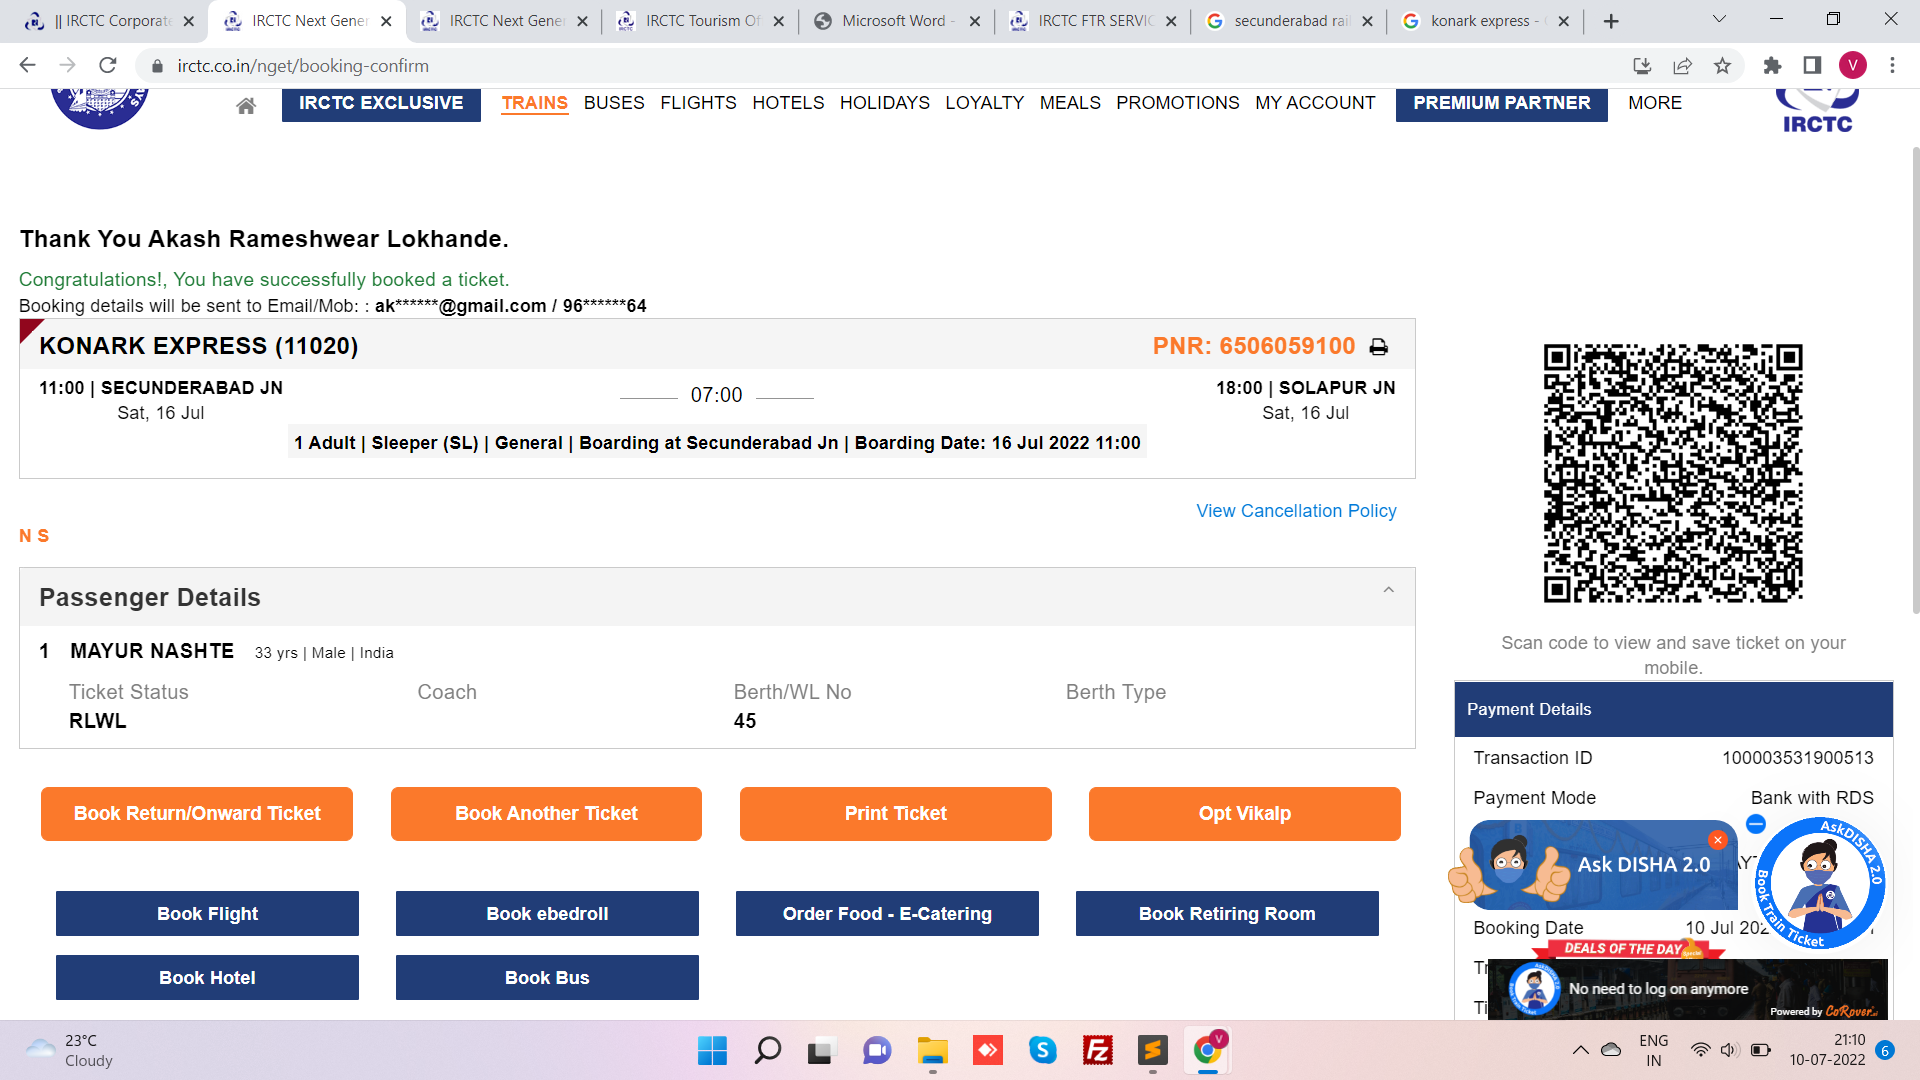 || IRCTC Corporate
IRCTC Next Gener
IRCTC Next Gener
IRCTC Tourism Of
Microsoft Word -
IRCTC FTR SERVIC
secunderabad rail
konark express -
irctc.co.in/nget/booking-confirm
V
IRCTC EXCLUSIVE
TRAINS
BUSES
FLIGHTS
HOTELS
HOLIDAYS
LOYALTY
MEALS
PROMOTIONS
MY ACCOUNT
PREMIUM PARTNER
MORE
IRCTC
Thank You Akash Rameshwear Lokhande.
Congratulations!, You have successfully booked a ticket.
Booking details will be sent to Email/Mob: : ak******@gmail.com / 96******64
KONARK EXPRESS (11020)
PNR: 6506059100
11:00 | SECUNDERABAD JN
07:00
18:00 | SOLAPUR JN
Sat, 16 Jul
Sat, 16 Jul
1 Adult | Sleeper (SL) | General | Boarding at Secunderabad Jn | Boarding Date: 16 Jul 2022 11:00
View Cancellation Policy
N S
Passenger Details
1 MAYUR NASHTE 33 yrs | Male | India
Ticket Status
Coach
Berth/WL No
Berth Type
RLWL
45
Book Return/Onward Ticket
Book Another Ticket
Print Ticket
Opt Vikalp
Book Flight
Book ebedroll
Order Food - E-Catering
Book Retiring Room
Book Hotel
Book Bus
Scan code to view and save ticket on your
mobile.
Payment Details
Transaction ID 100003531900513
Payment Mode Bank with RDS
Ask DISHA 2.0
AskDISHA 2.0
Book Train Ticket
Booking Date 10 Jul 202
DEALS OF THE DAY
Special
No need to log on anymore
Powered by CoRover.ai
23°C
Cloudy
V
ENG
IN
21:10
10-07-2022
6